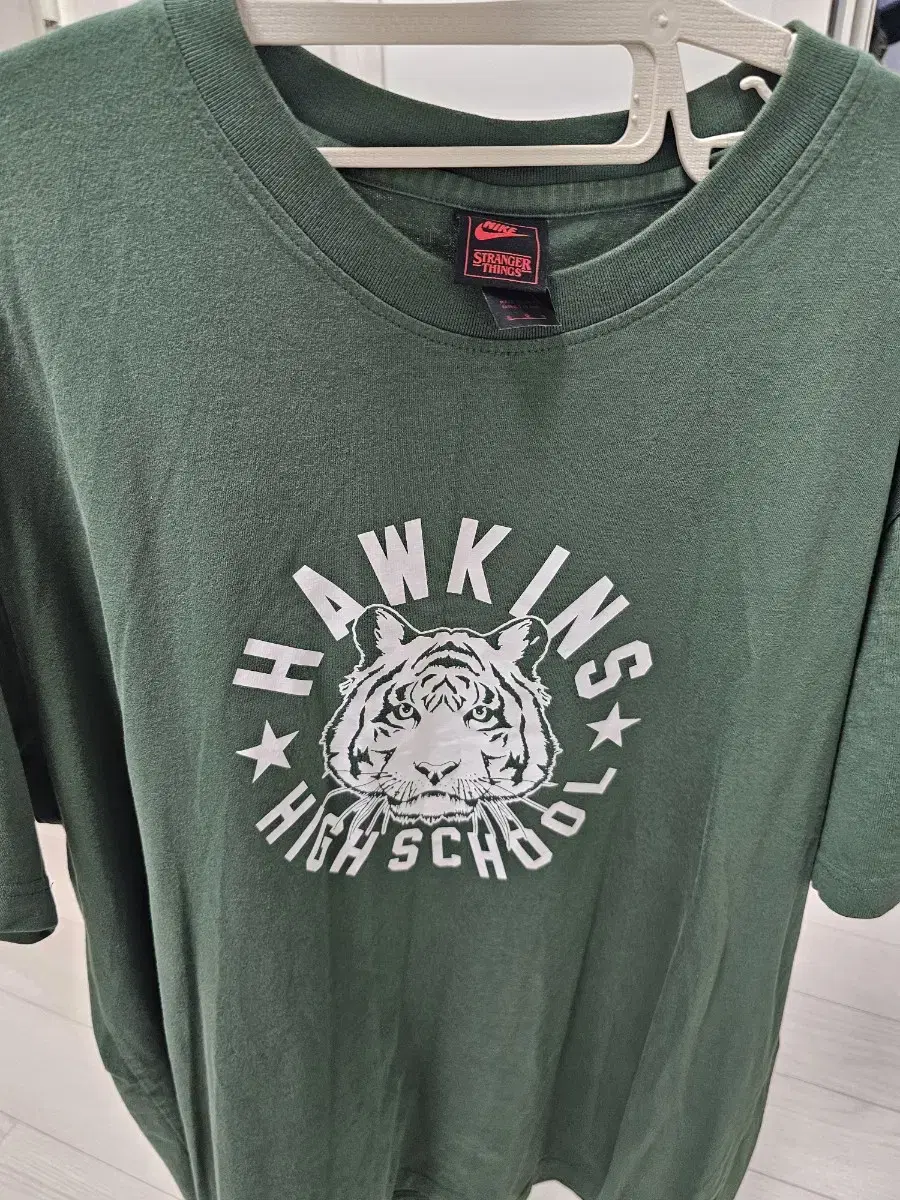 NIKE
STRANGER
THINGS
HAWKINS
HIGH SCHOOL